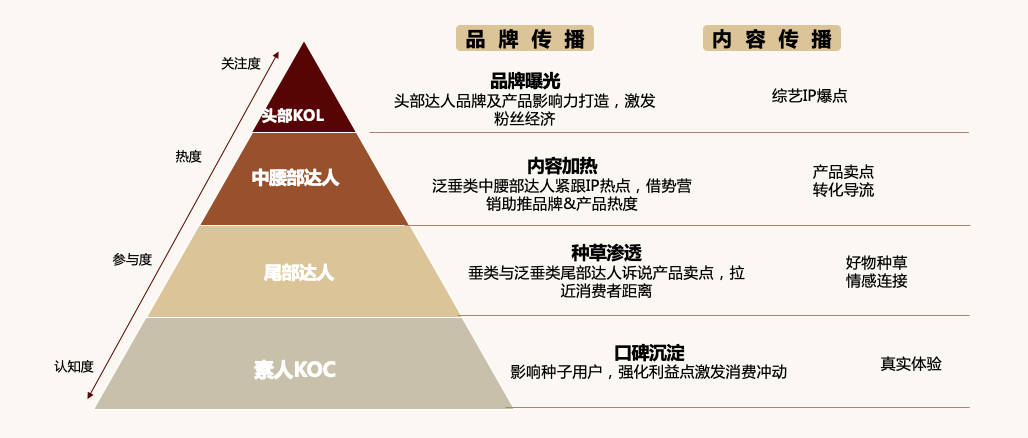 品牌传播
内容传播
关注度
品牌曝光
头部达人品牌及产品影响力打造，激发
粉丝经济
综艺IP爆点
头部KOL
热度
中腰部达人
内容加热
泛垂类中腰部达人紧跟IP热点，借势营
销助推品牌&产品热度
产品卖点
转化导流
参与度
尾部达人
种草渗透
垂类与泛垂类尾部达人诉说产品卖点，拉
近消费者距离
好物种草
情感连接
认知度
素人KOC
口碑沉淀
影响种子用户，强化利益点激发消费冲动
真实体验